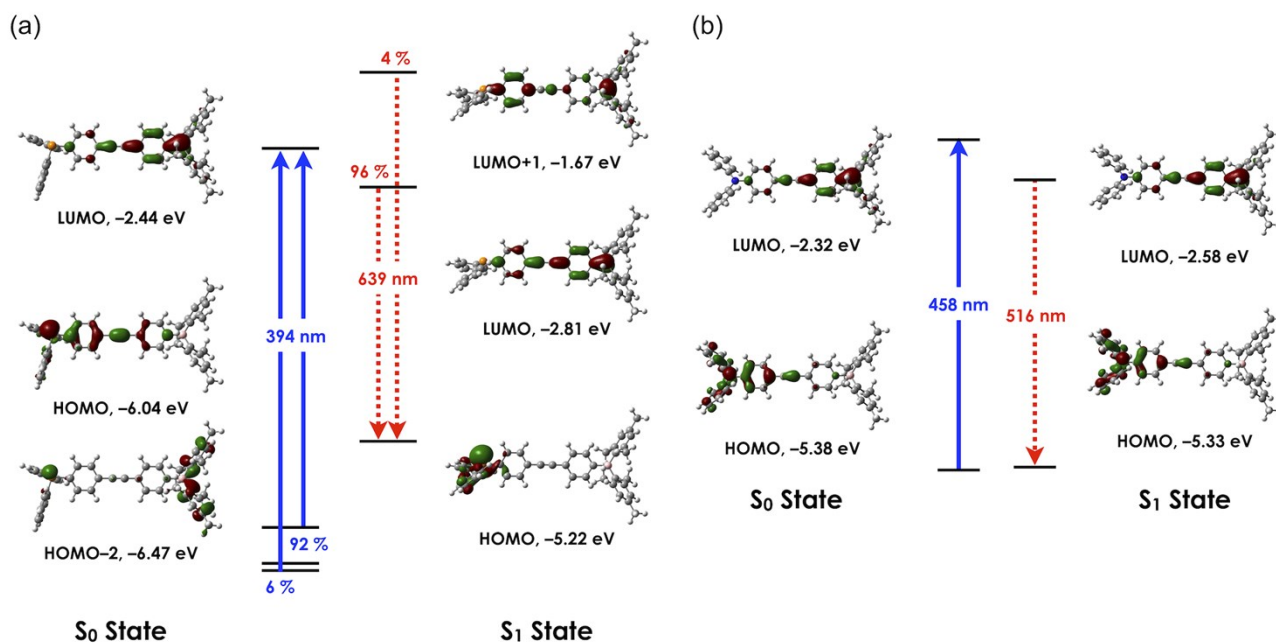 (a)
LUMO, −2.44 eV
HOMO, −6.04 eV
HOMO−2, −6.47 eV
S₀ State
394 nm
92 %
6 %
4 %
96 %
639 nm
LUMO+1, −1.67 eV
LUMO, −2.81 eV
HOMO, −5.22 eV
S₁ State
(b)
LUMO, −2.32 eV
HOMO, −5.38 eV
S₀ State
458 nm
516 nm
LUMO, −2.58 eV
HOMO, −5.33 eV
S₁ State